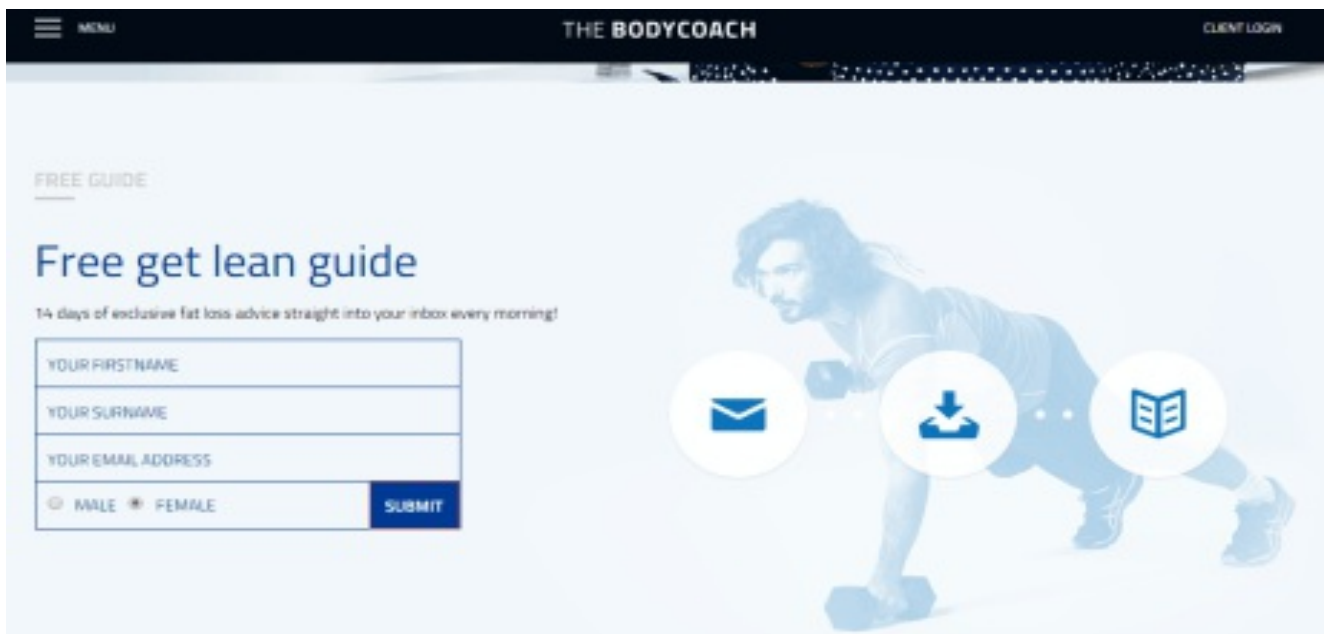 MENU
THE BODYCOACH
CLIENT LOGIN
FREE GUIDE
Free get lean guide
14 days of exclusive fat loss advice straight into your inbox every morning!
YOUR FIRSTNAME
YOUR SURNAME
YOUR EMAIL ADDRESS
MALE FEMALE SUBMIT